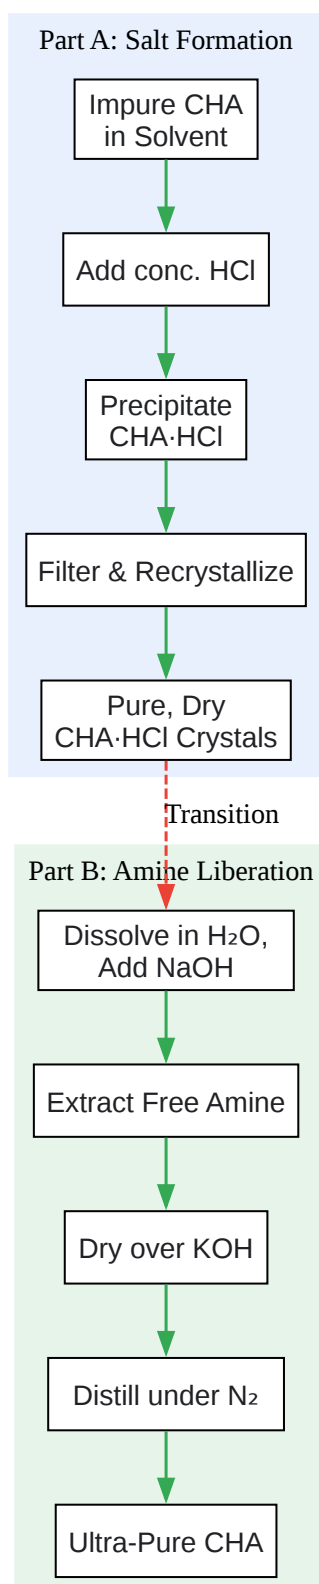 Part A: Salt Formation
Impure CHA
in Solvent
Add conc. HCl
Precipitate
CHA·HCl
Filter & Recrystallize
Pure, Dry
CHA·HCl Crystals
Transition
Part B: Amine Liberation
Dissolve in H₂O,
Add NaOH
Extract Free Amine
Dry over KOH
Distill under N₂
Ultra-Pure CHA